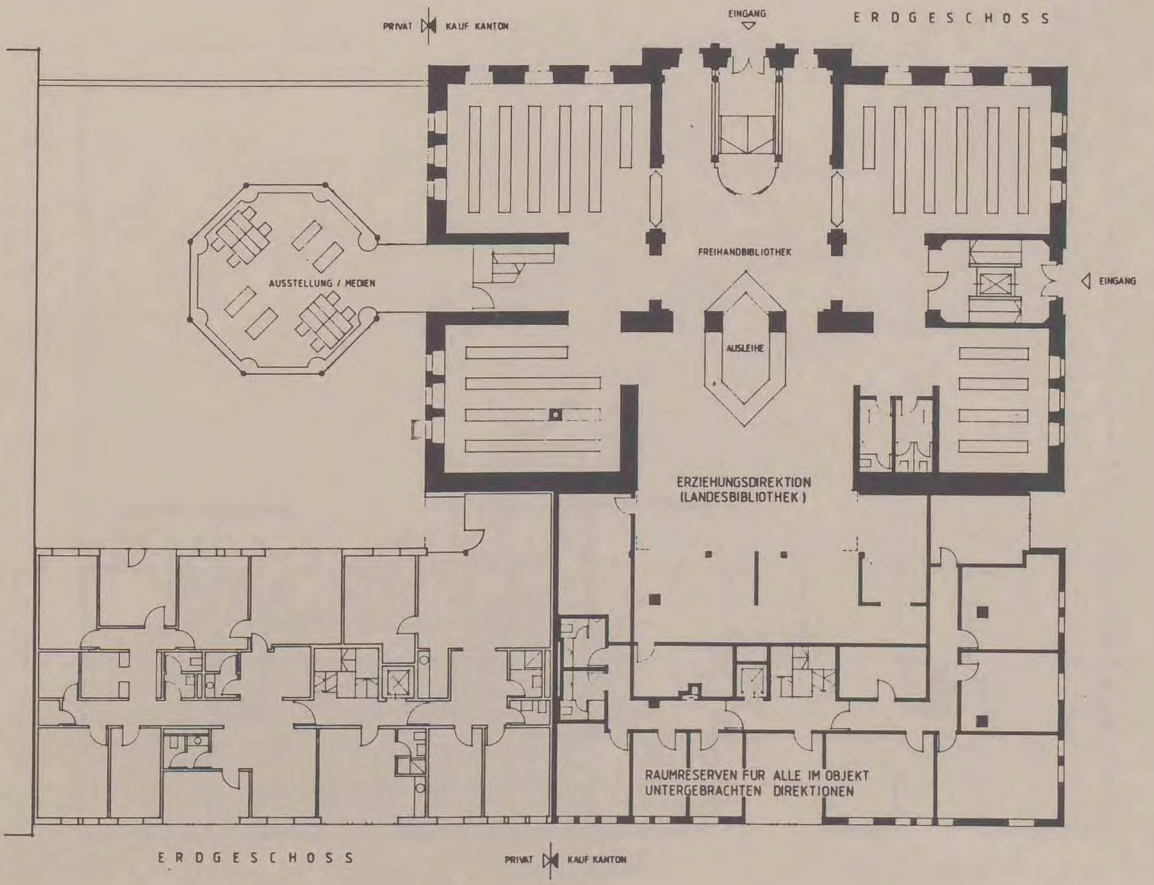 PRIVAT KAUF KANTON
EINGANG
ERDGESCHOSS
FREIHANDBIBLIOTHEK
AUSSTELLUNG / MEDIEN
EINGANG
AUSLEIHE
ERZIEHUNGSDIREKTION
(LANDESBIBLIOTHEK)
RAUMRESERVEN FÜR ALLE IM OBJEKT
UNTERGEBRACHTEN DIREKTIONEN
ERDGESCHOSS
PRIVAT KAUF KANTON